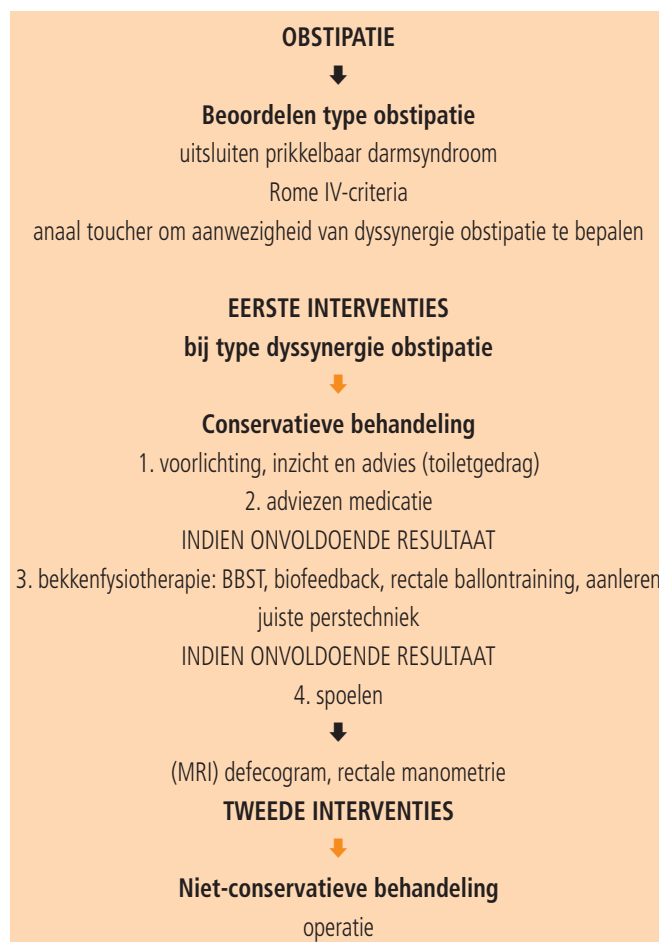 OBSTIPATIE
Beoordelen type obstipatie
uitsluiten prikkelbaar darmsyndroom
Rome IV-criteria
anaal toucher om aanwezigheid van dyssynergie obstipatie te bepalen
EERSTE INTERVENTIES
bij type dyssynergie obstipatie
Conservatieve behandeling
1. voorlichting, inzicht en advies (toiletgedrag)
2. adviezen medicatie
INDIEN ONVOLDOENDE RESULTAAT
3. bekkenfysiotherapie: BBST, biofeedback, rectale ballontraining, aanleren
juiste perstechniek
INDIEN ONVOLDOENDE RESULTAAT
4. spoelen
(MRI) defecogram, rectale manometrie
TWEEDE INTERVENTIES
Niet-conservatieve behandeling
operatie